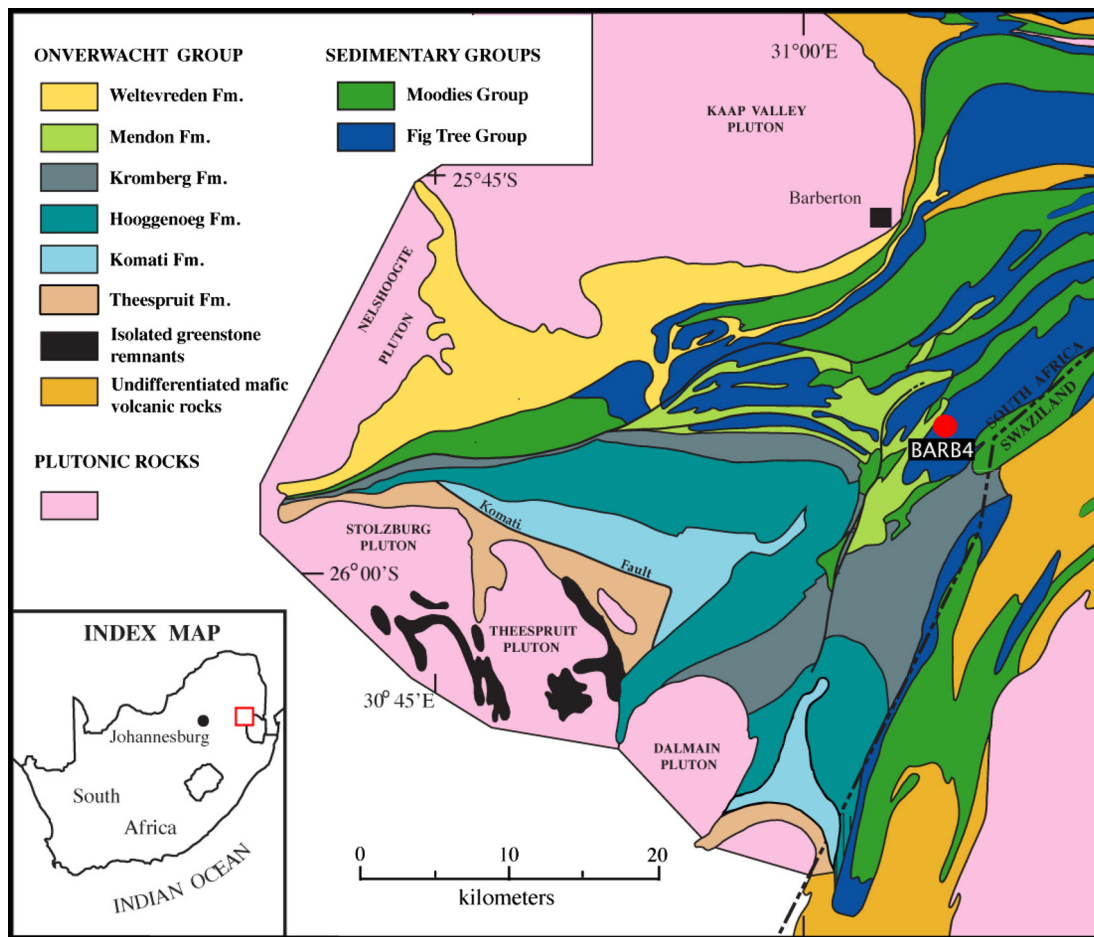 ONVERWACHT GROUP
Weltevreden Fm.
Mendon Fm.
Kromberg Fm.
Hooggenoeg Fm.
Komati Fm.
Theespruit Fm.
Isolated greenstone
remnants
Undifferentiated mafic
volcanic rocks
PLUTONIC ROCKS
SEDIMENTARY GROUPS
Moodies Group
Fig Tree Group
31°00'E
KAAP VALLEY
PLUTON
25°45'S
Barberton
NELSHOOGTE
PLUTON
SOUTH AFRICA
SWAZILAND
BARB4
Komati
Fault
STOLZBURG
PLUTON
26°00'S
THEESPRUIT
PLUTON
30°45'E
DALMAIN
PLUTON
INDEX MAP
Johannesburg
South
Africa
INDIAN OCEAN
0 10 20
kilometers